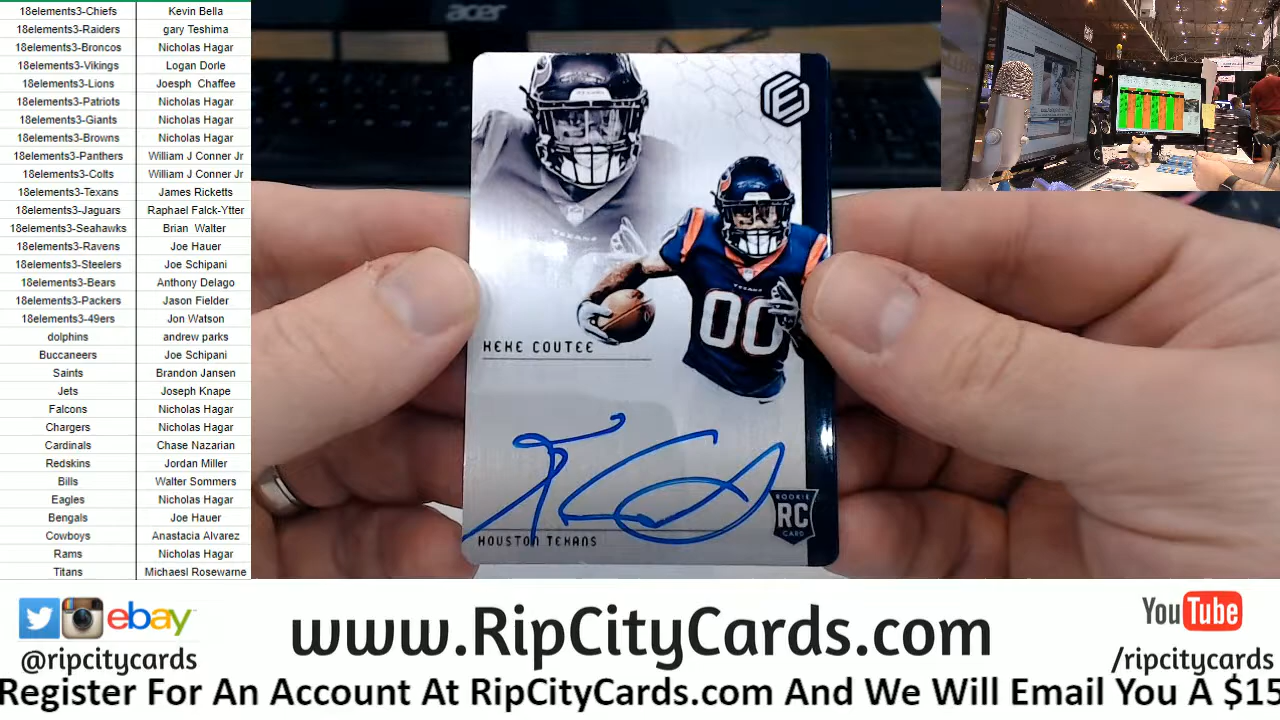 18elements3-Chiefs Kevin Bella
18elements3-Raiders gary Teshima
18elements3-Broncos Nicholas Hagar
18elements3-Vikings Logan Dorle
18elements3-Lions Joesph Chaffee
18elements3-Patriots Nicholas Hagar
18elements3-Giants Nicholas Hagar
18elements3-Browns Nicholas Hagar
18elements3-Panthers William J Conner Jr
18elements3-Colts William J Conner Jr
18elements3-Texans James Ricketts
18elements3-Jaguars Raphael Falck-Ytter
18elements3-Seahawks Brian Walter
18elements3-Ravens Joe Hauer
18elements3-Steelers Joe Schipani
18elements3-Bears Anthony Delago
18elements3-Packers Jason Fielder
18elements3-49ers Jon Watson
dolphins andrew parks
Buccaneers Joe Schipani
Saints Brandon Jansen
Jets Joseph Knape
Falcons Nicholas Hagar
Chargers Nicholas Hagar
Cardinals Chase Nazarian
Redskins Jordan Miller
Bills Walter Sommers
Eagles Nicholas Hagar
Bengals Joe Hauer
Cowboys Anastacia Alvarez
Rams Nicholas Hagar
Titans Michaesl Rosewarne
acer
E
TEXANS
TEXANS
00
KEKE COUTEE
HOUSTON TEXANS
ROOKIE
RC
CARD
ebay
@ripcitycards
www.RipCityCards.com
YouTube
/ripcitycards
Register For An Account At RipCityCards.com And We Will Email You A $15